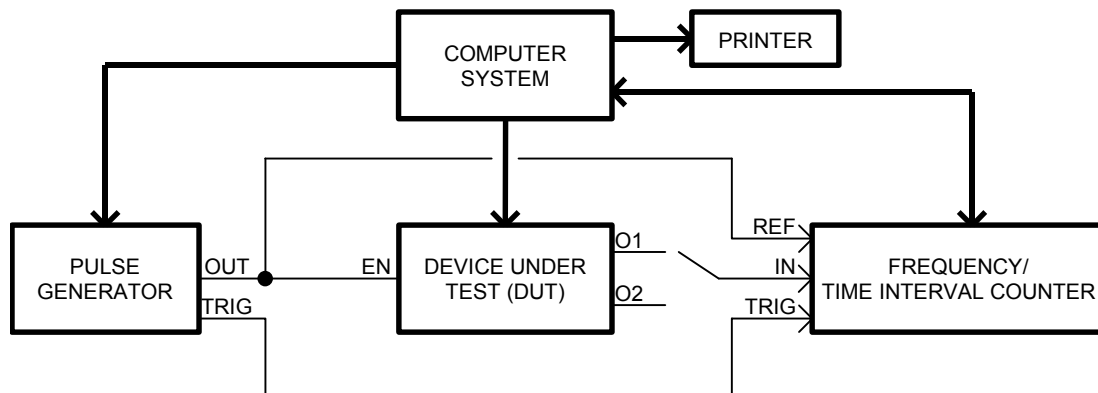 COMPUTER
SYSTEM
PRINTER
PULSE
GENERATOR
OUT
TRIG
EN
DEVICE UNDER
TEST (DUT)
O1
O2
REF
IN
TRIG
FREQUENCY/
TIME INTERVAL COUNTER